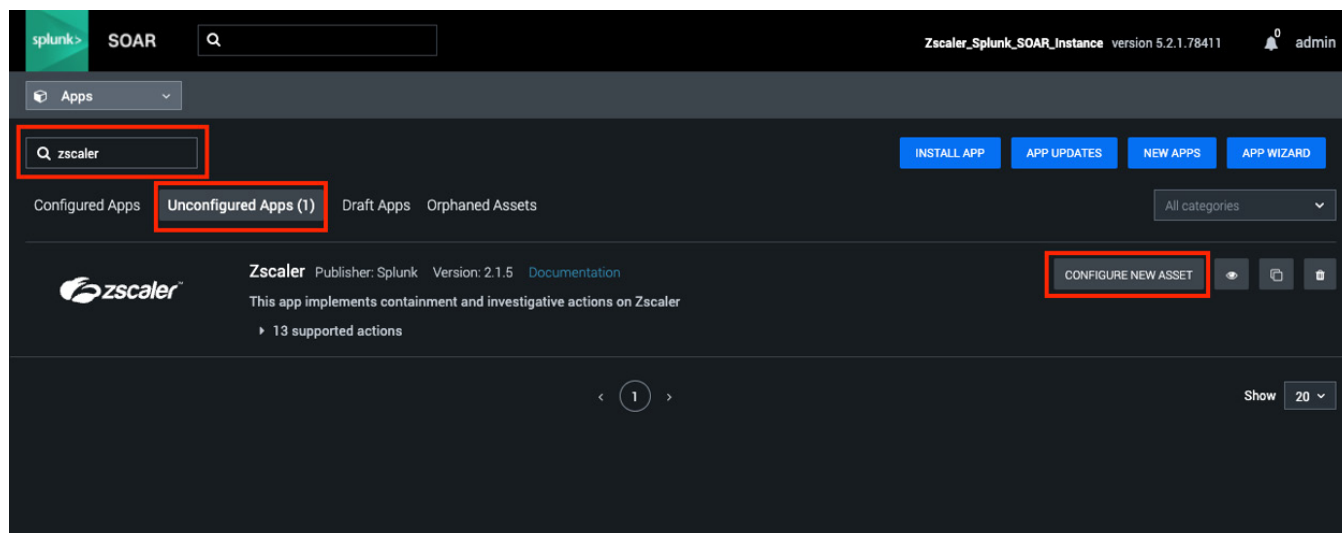 splunk> SOAR Zscaler_Splunk_SOAR_Instance version 5.2.1.78411 0 admin
Apps
zscaler INSTALL APP APP UPDATES NEW APPS APP WIZARD
Configured Apps Unconfigured Apps (1) Draft Apps Orphaned Assets All categories
zscaler™ Zscaler Publisher: Splunk Version: 2.1.5 Documentation CONFIGURE NEW ASSET
This app implements containment and investigative actions on Zscaler
13 supported actions
‹ 1 › Show 20